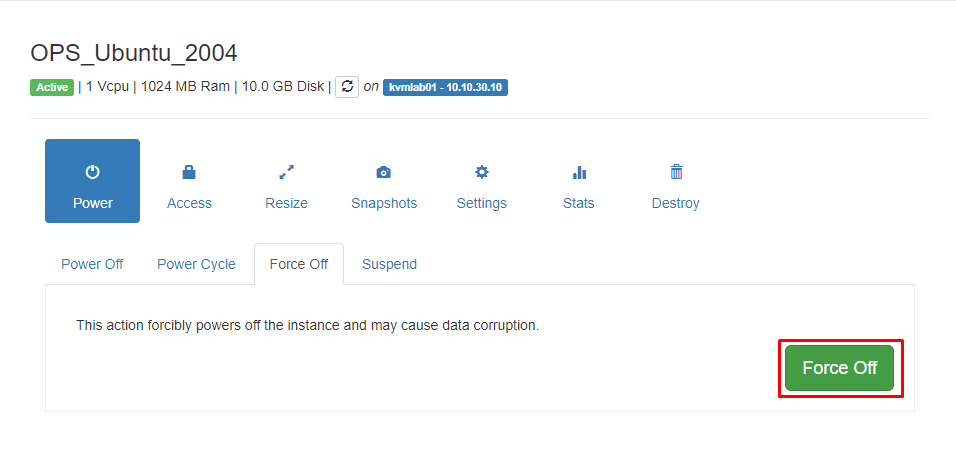 OPS_Ubuntu_2004
Active | 1 Vcpu | 1024 MB Ram | 10.0 GB Disk | on kvmlab01 - 10.10.30.10
Power Access Resize Snapshots Settings Stats Destroy
Power Off Power Cycle Force Off Suspend
This action forcibly powers off the instance and may cause data corruption.
Force Off